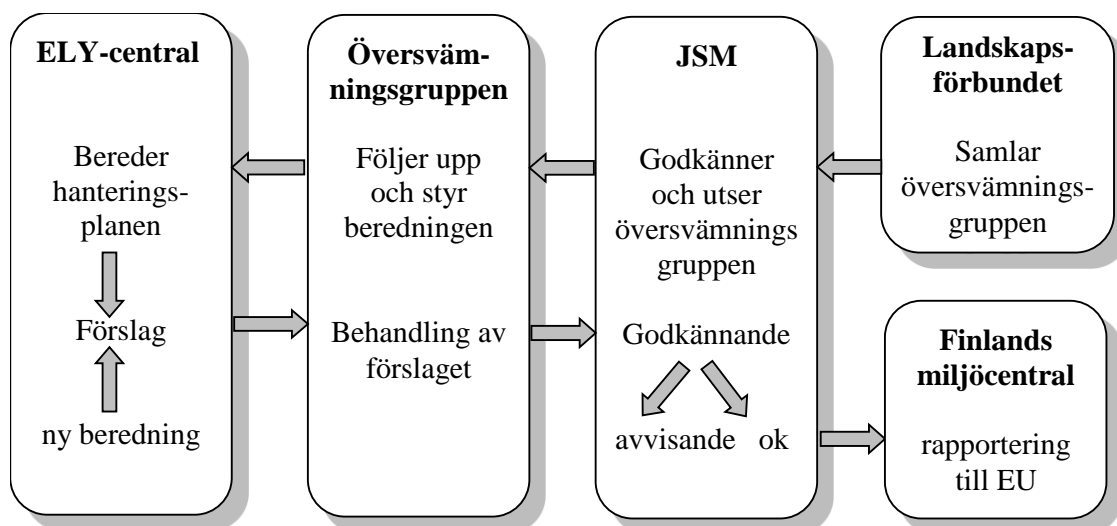 ELY-central
Bereder
hanterings-
planen
Förslag
ny beredning
Översväm-
ningsgruppen
Följer upp
och styr
beredningen
Behandling av
förslaget
JSM
Godkänner
och utser
översvämnings
gruppen
Godkännande
avvisande ok
Landskaps-
förbundet
Samlar
översvämnings-
gruppen
Finlands
miljöcentral
rapportering
till EU